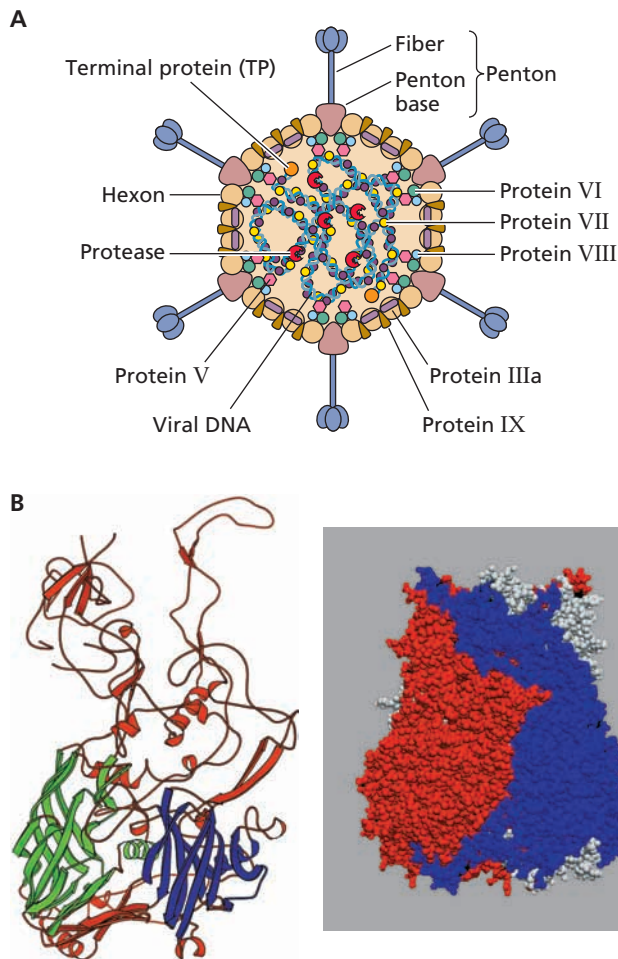 A
Fiber
Terminal protein (TP)
Penton
base
Penton
Hexon
Protein VI
Protein VII
Protease
Protein VIII
Protein V
Protein IIIa
Viral DNA
Protein IX
B